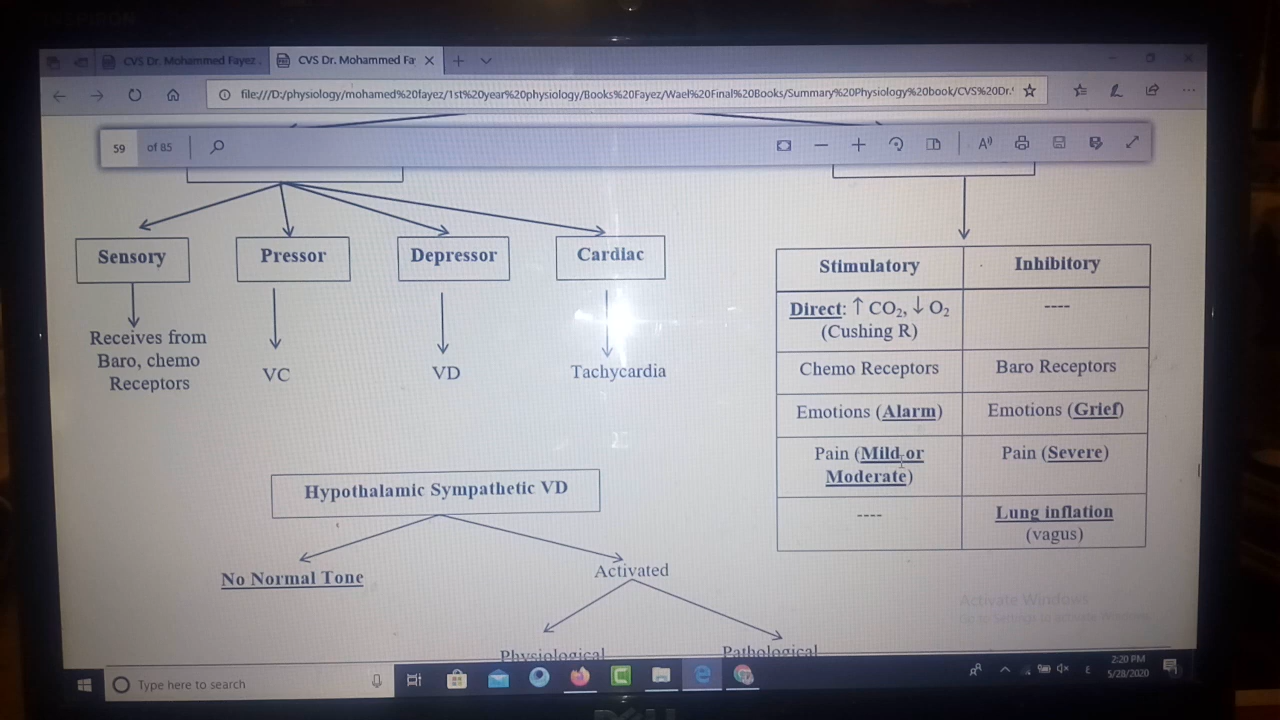 CVS Dr. Mohammed Fayez
CVS Dr. Mohammed Fa
file:///D:/physiology/mohamed%20fayez/1st%20year%20physiology/Books%20Fayez/Wael%20Final%20Books/Summary%20Physiology%20book/CVS%20Dr.
59 of 85
Sensory
Pressor
Depressor
Cardiac
Receives from
Baro, chemo
Receptors
VC
VD
Tachycardia
Stimulatory
Inhibitory
Direct: ↑ CO₂, ↓ O₂
(Cushing R)
----
Chemo Receptors
Baro Receptors
Emotions (Alarm)
Emotions (Grief)
Pain (Mild or
Moderate)
Pain (Severe)
----
Lung inflation
(vagus)
Hypothalamic Sympathetic VD
No Normal Tone
Activated
Physiological
Pathological
Activate Windows
Type here to search
2:20 PM
5/28/2020